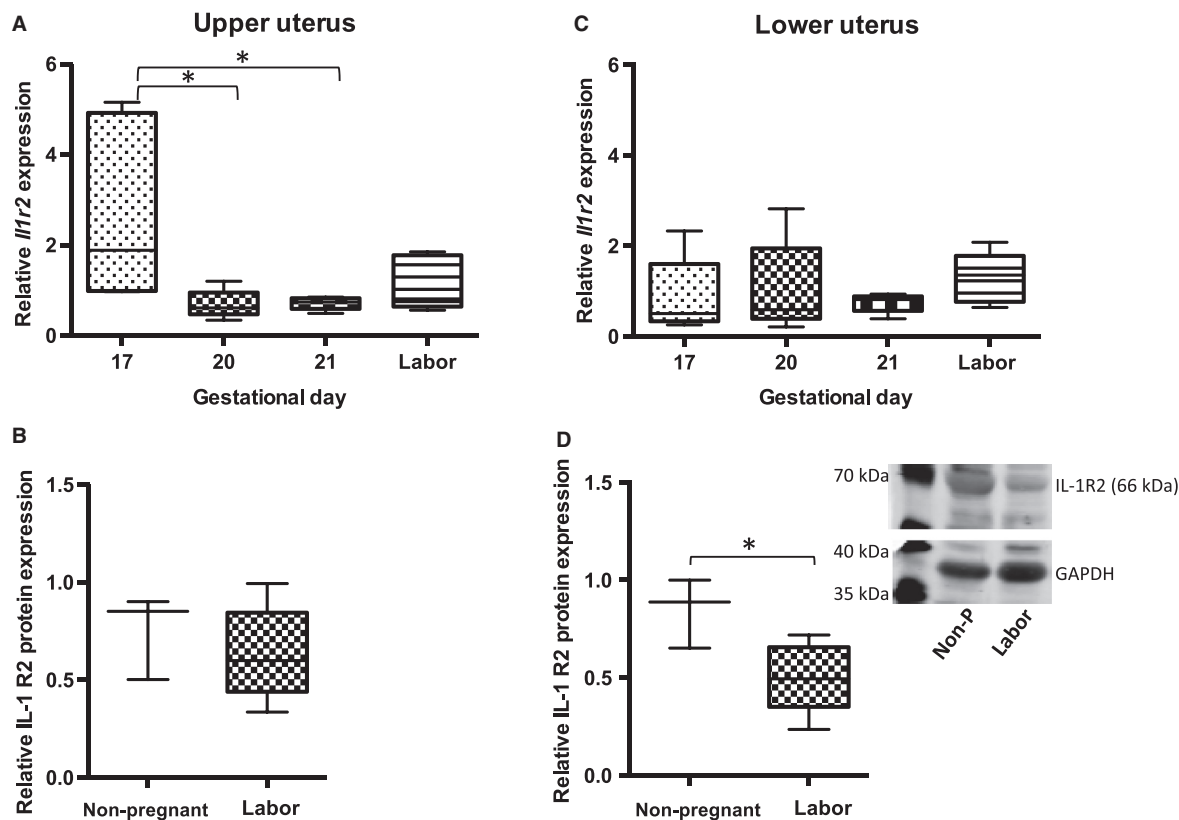 A
Upper uterus
Relative Il1r2 expression
6
4
2
0
*
*
17 20 21 Labor
Gestational day
C
Lower uterus
Relative Il1r2 expression
6
4
2
0
17 20 21 Labor
Gestational day
B
Relative IL-1 R2 protein expression
1.5
1.0
0.5
0.0
Non-pregnant Labor
D
Relative IL-1 R2 protein expression
1.5
1.0
0.5
0.0
*
Non-pregnant Labor
70 kDa
IL-1R2 (66 kDa)
40 kDa
GAPDH
35 kDa
Non-P
Labor